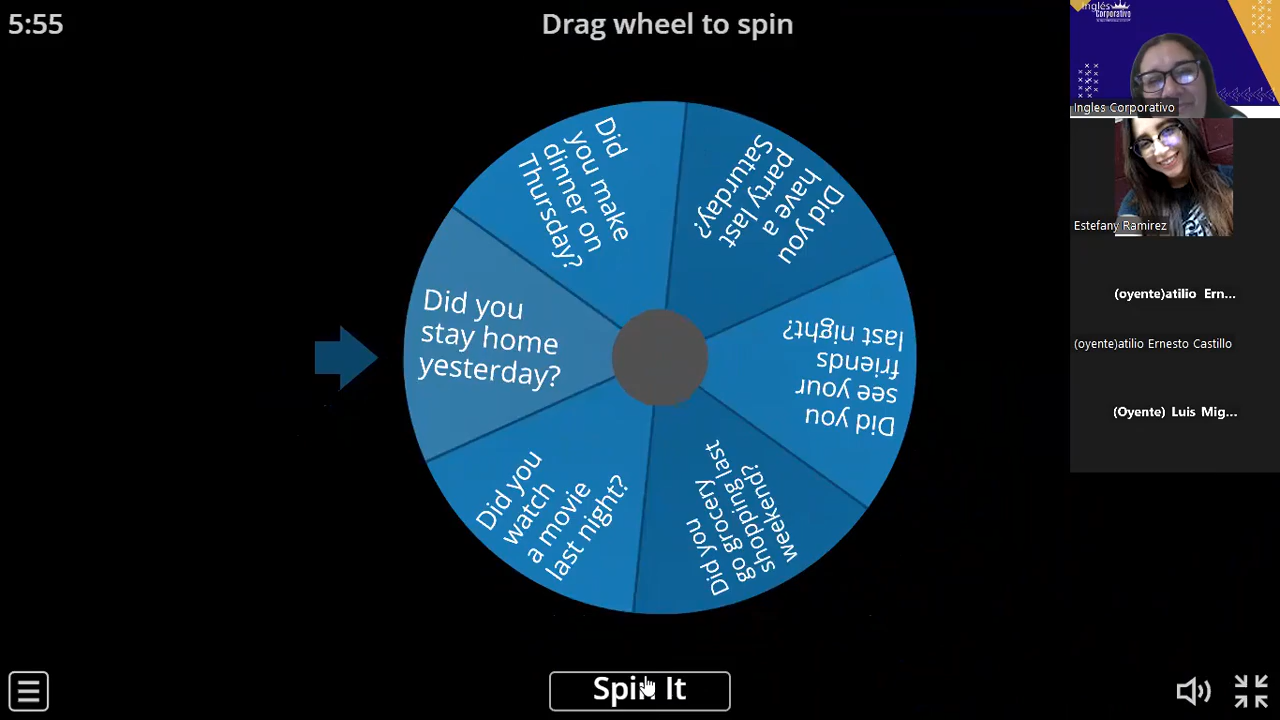 5:55
Drag wheel to spin
Did
you make
dinner on
Thursday?
Did you
have a
party last
Saturday?
Did you
stay home
yesterday?
Did you
see your
friends
last night?
Did you
watch
a movie
last night?
Did you
go grocery
shopping last
weekend?
Spin It
Inglés
Corporativo
Ingles Corporativo
Estefany Ramirez
(oyente)atilio Ern...
(oyente)atilio Ernesto Castillo
(Oyente) Luis Mig...